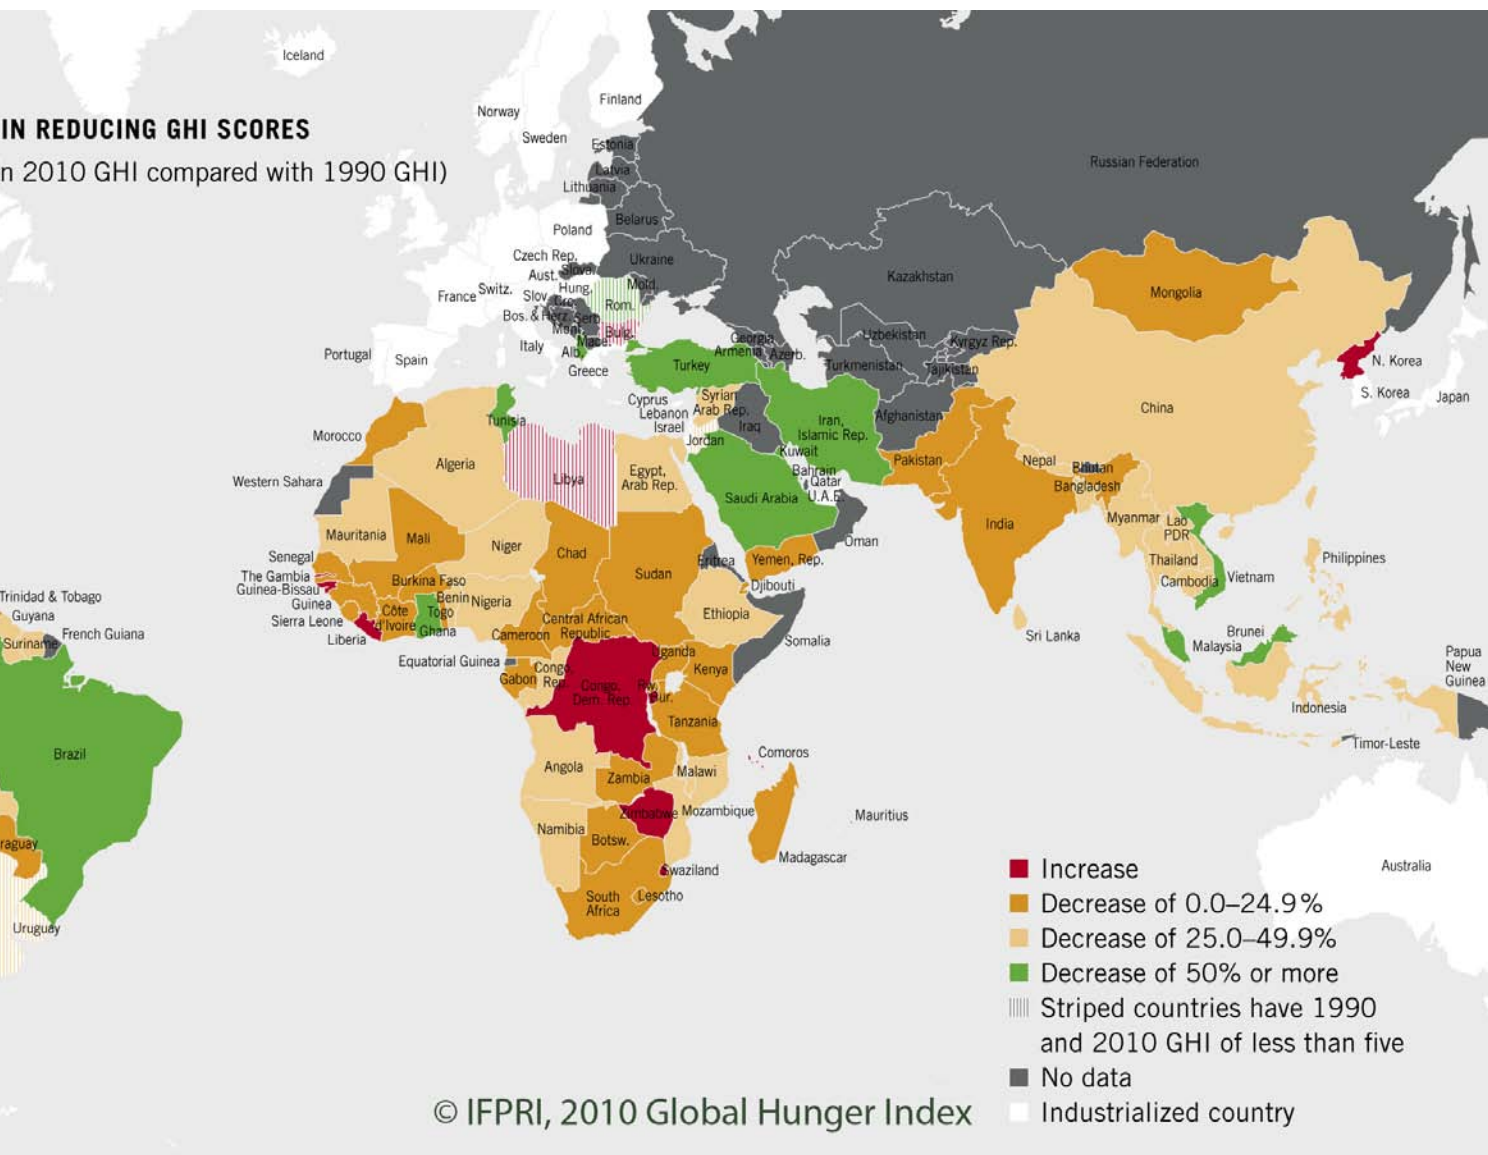 Iceland
Finland
Norway
IN REDUCING GHI SCORES
Sweden
Estonia
n 2010 GHI compared with 1990 GHI)
Russian Federation
Latvia
Lithuania
Belarus
Poland
Czech Rep.
Ukraine
Aust.
Slova.
Kazakhstan
Switz.
Hung.
Mold.
France
Slov.
Cro.
Rom.
Mongolia
Bos. & Herz.
Serb.
Mont.
Bulg.
Uzbekistan
Georgia
Mace.
Kyrgyz Rep.
Italy
Alb.
Armenia
Azerb.
Portugal
Spain
Turkey
Turkmenistan
Tajikistan
N. Korea
Greece
S. Korea
Japan
Cyprus
Syrian
Arab Rep.
Lebanon
Israel
China
Afghanistan
Tunisia
Iran,
Islamic Rep.
Iraq
Morocco
Jordan
Kuwait
Algeria
Pakistan
Nepal
Bhutan
Libya
Egypt,
Arab Rep.
Bahrain
Qatar
Western Sahara
U.A.E.
Bangladesh
Saudi Arabia
India
Myanmar
Lao
PDR
Mauritania
Mali
Oman
Niger
Chad
Senegal
Eritrea
Yemen, Rep.
Thailand
Philippines
The Gambia
Sudan
Burkina Faso
Cambodia
Vietnam
Guinea-Bissau
Djibouti
Trinidad & Tobago
Benin
Nigeria
Guinea
Côte
d'Ivoire
Togo
Ethiopia
Guyana
Sierra Leone
Ghana
Central African
Republic
French Guiana
Cameroon
Sri Lanka
Brunei
Liberia
Suriname
Somalia
Malaysia
Uganda
Equatorial Guinea
Congo,
Rep.
Kenya
Papua
New
Guinea
Gabon
Congo,
Dem. Rep.
Rw.
Bur.
Indonesia
Tanzania
Timor-Leste
Brazil
Comoros
Angola
Malawi
Zambia
Zimbabwe
Mozambique
Mauritius
Namibia
Botsw.
raguay
Madagascar
Australia
Swaziland
South
Africa
Lesotho
Uruguay
Increase
Decrease of 0.0–24.9%
Decrease of 25.0–49.9%
Decrease of 50% or more
Striped countries have 1990
and 2010 GHI of less than five
No data
Industrialized country
© IFPRI, 2010 Global Hunger Index